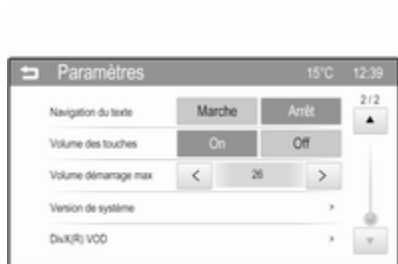 Paramètres 15°C 12:39
Navigation du texte Marche Arrêt 2/2
Volume des touches On Off
Volume démarrage max < 26 >
Version de système >
DivX(R) VOD >